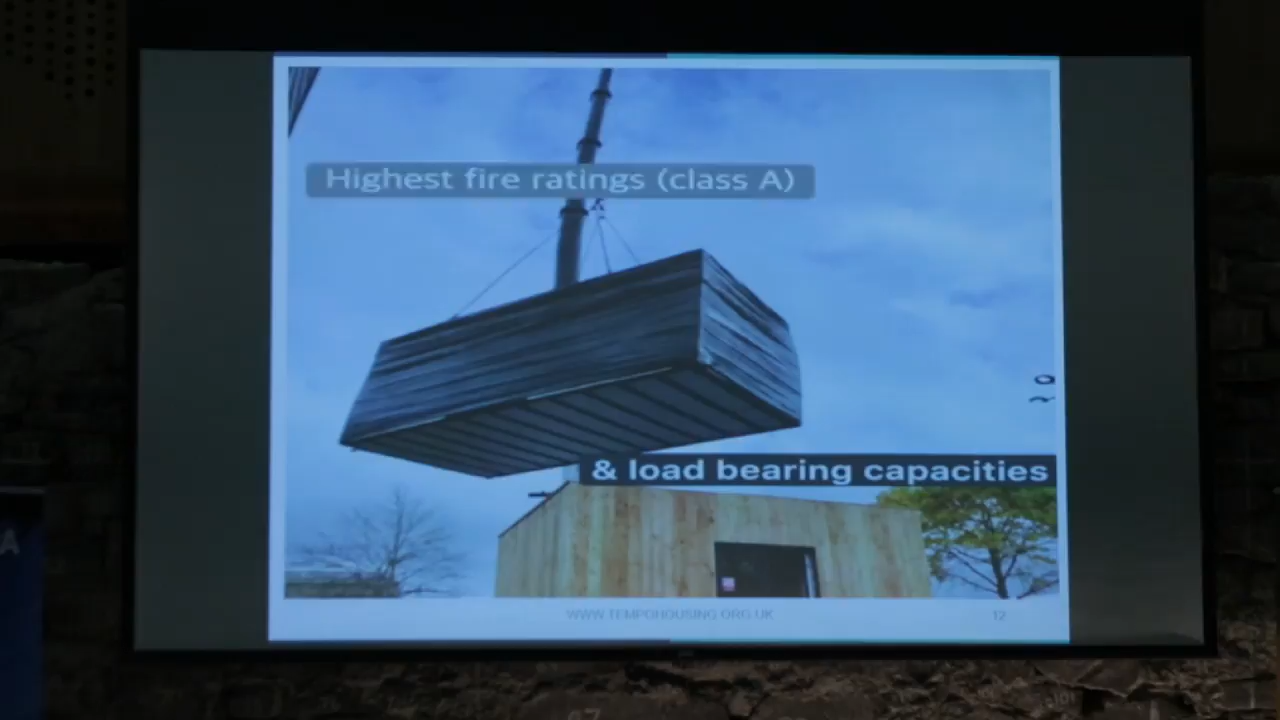 Highest fire ratings (class A)
& load bearing capacities
WWW.TEMPOHOUSING.ORG.UK
12
A